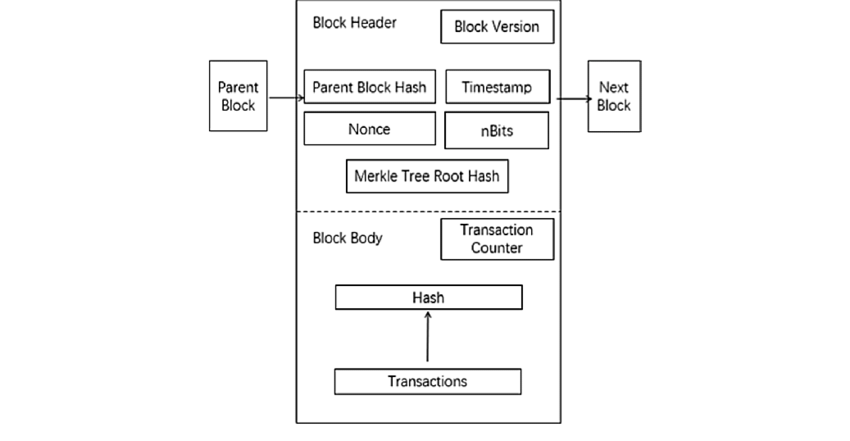 Block Header
Block Version
Parent
Block
Parent Block Hash
Timestamp
Next
Block
Nonce
nBits
Merkle Tree Root Hash
Block Body
Transaction
Counter
Hash
Transactions